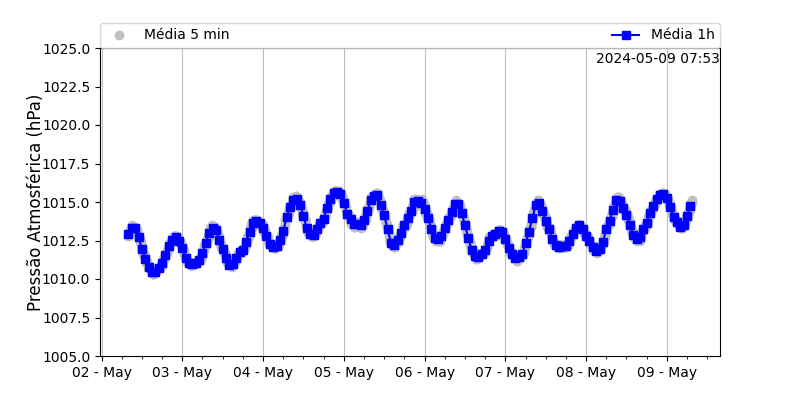 Média 5 min
Média 1h
2024-05-09 07:53
Pressão Atmosférica (hPa)
1025.0
1022.5
1020.0
1017.5
1015.0
1012.5
1010.0
1007.5
1005.0
02 - May
03 - May
04 - May
05 - May
06 - May
07 - May
08 - May
09 - May